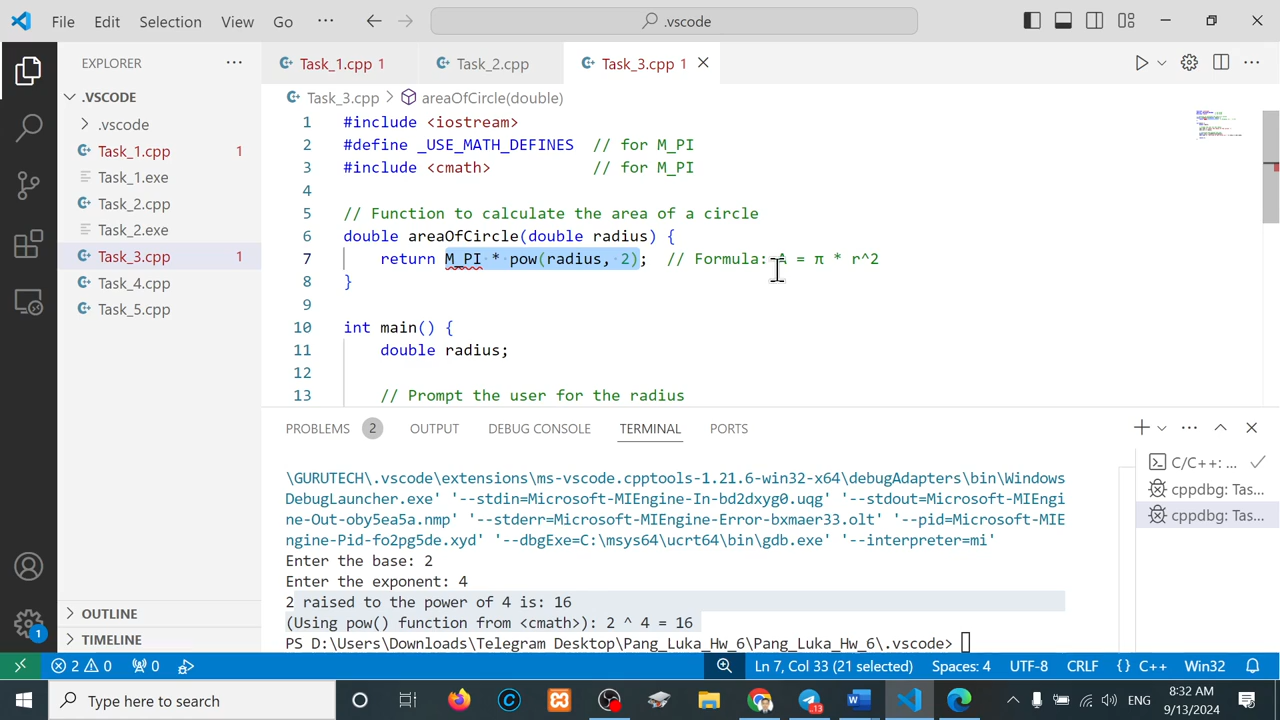 File Edit Selection View Go ··· .vscode
EXPLORER ···
.VSCODE
.vscode
Task_1.cpp 1
Task_1.exe
Task_2.cpp
Task_2.exe
Task_3.cpp 1
Task_4.cpp
Task_5.cpp
OUTLINE
TIMELINE
Task_1.cpp 1 Task_2.cpp Task_3.cpp 1
Task_3.cpp > areaOfCircle(double)
1 #include <iostream>
2 #define _USE_MATH_DEFINES // for M_PI
3 #include <cmath> // for M_PI
4
5 // Function to calculate the area of a circle
6 double areaOfCircle(double radius) {
7 return M_PI * pow(radius, 2); // Formula: A = π * r^2
8 }
9
10 int main() {
11 double radius;
12
13 // Prompt the user for the radius
PROBLEMS 2 OUTPUT DEBUG CONSOLE TERMINAL PORTS
\GURUTECH\.vscode\extensions\ms-vscode.cpptools-1.21.6-win32-x64\debugAdapters\bin\Windows
DebugLauncher.exe' '--stdin=Microsoft-MIEngine-In-bd2dxyg0.uqg' '--stdout=Microsoft-MIEngi
ne-Out-oby5ea5a.nmp' '--stderr=Microsoft-MIEngine-Error-bxmaer33.olt' '--pid=Microsoft-MIE
ngine-Pid-fo2pg5de.xyd' '--dbgExe=C:\msys64\ucrt64\bin\gdb.exe' '--interpreter=mi'
Enter the base: 2
Enter the exponent: 4
2 raised to the power of 4 is: 16
(Using pow() function from <cmath>): 2 ^ 4 = 16
PS D:\Users\Downloads\Telegram Desktop\Pang_Luka_Hw_6\Pang_Luka_Hw_6\.vscode>
C/C++: ...
cppdbg: Tas...
cppdbg: Tas...
1
2 0 0 Ln 7, Col 33 (21 selected) Spaces: 4 UTF-8 CRLF {} C++ Win32
Type here to search
13
ENG
8:32 AM
9/13/2024